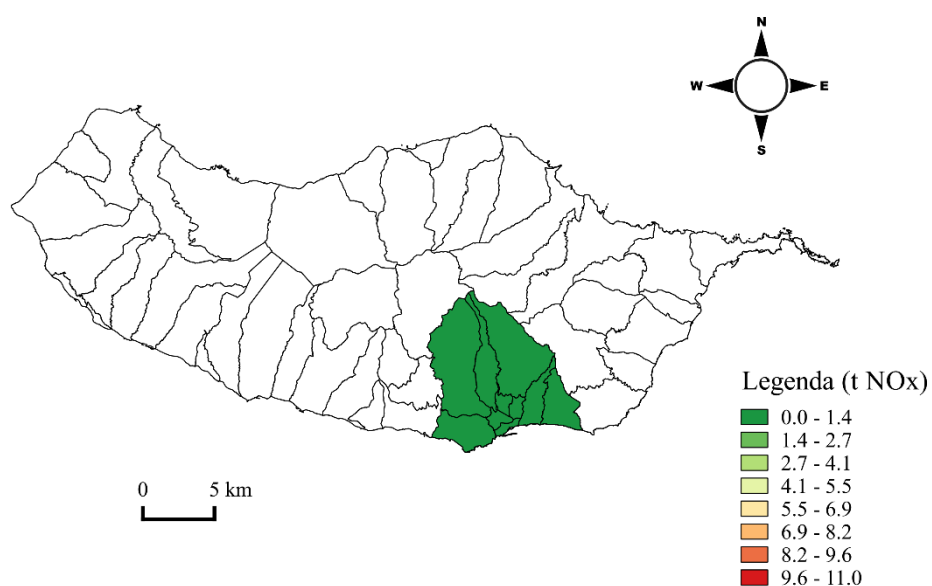 N
W E
S
Legenda (t NOx)
0.0 - 1.4
1.4 - 2.7
2.7 - 4.1
4.1 - 5.5
5.5 - 6.9
6.9 - 8.2
8.2 - 9.6
9.6 - 11.0
0 5 km